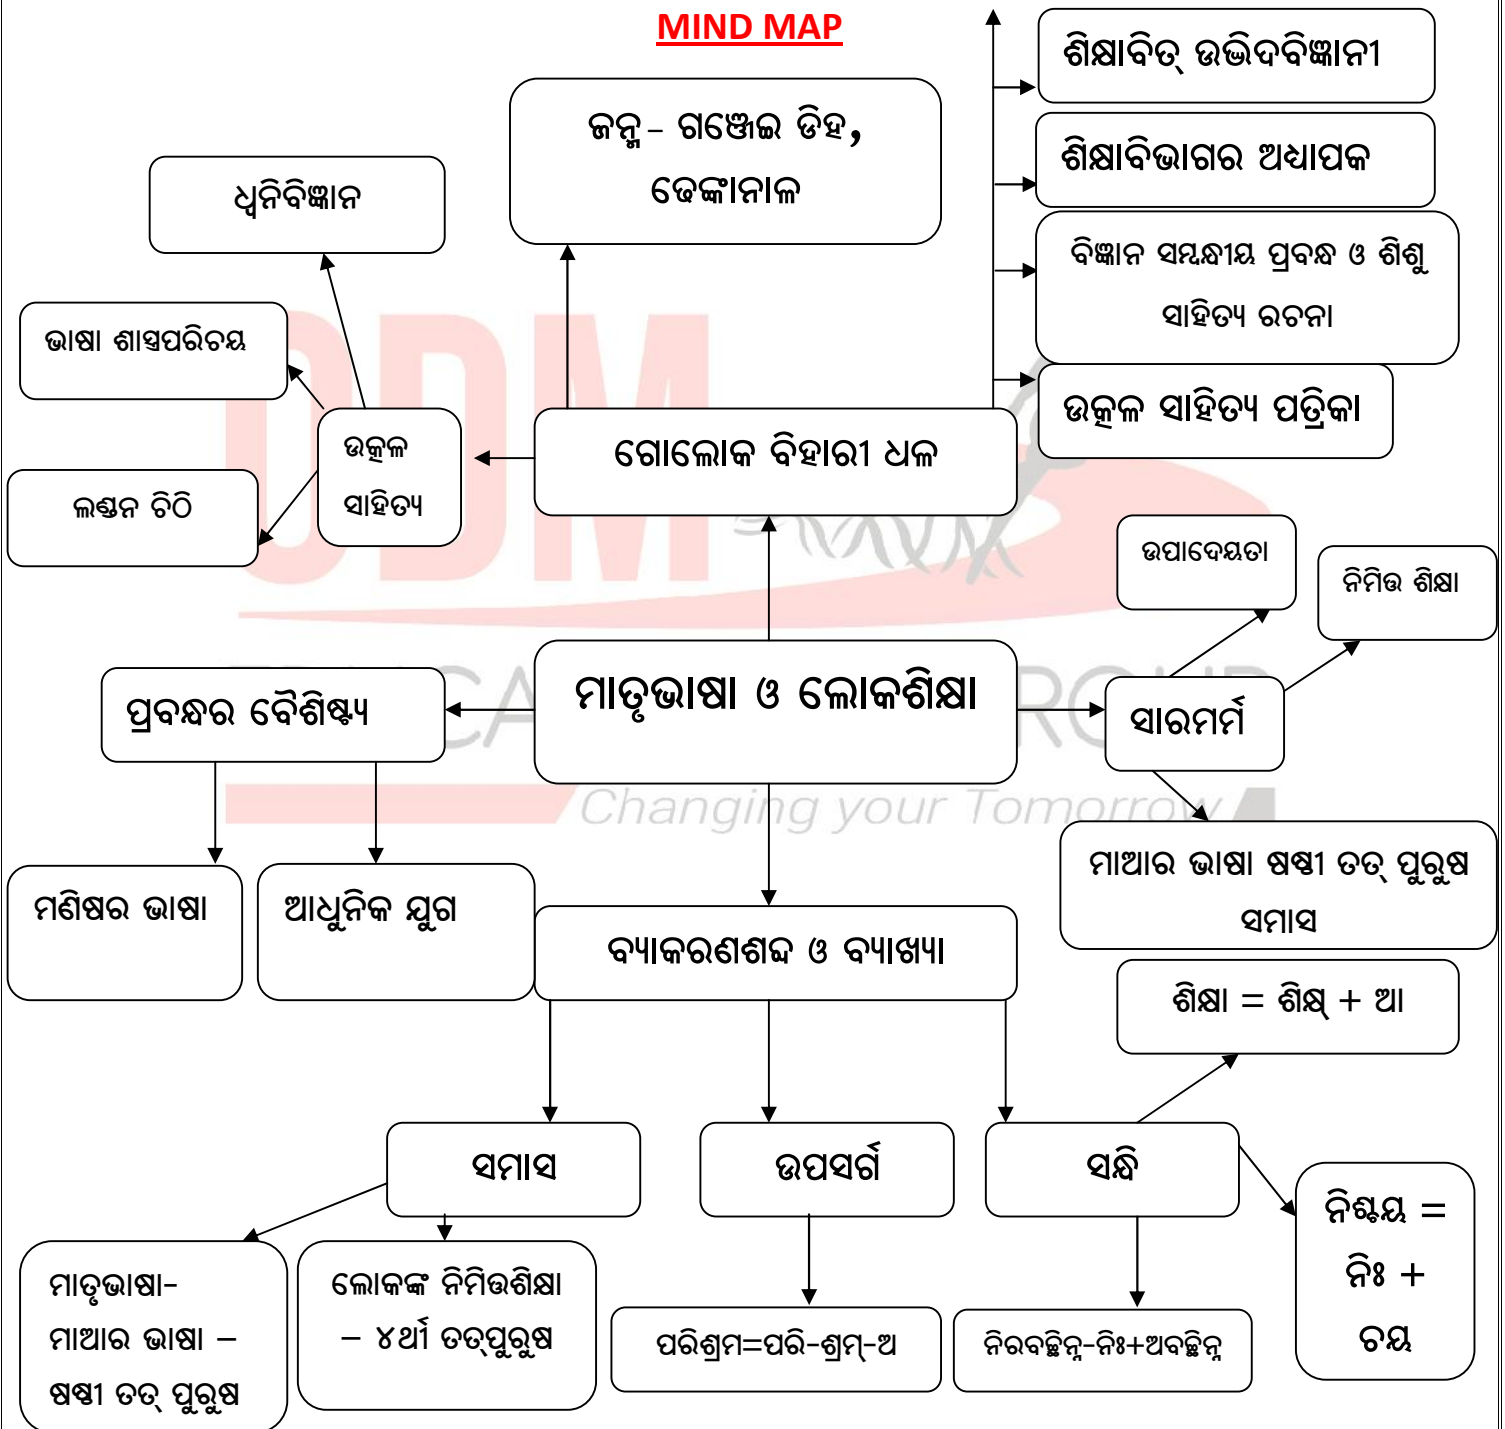 MIND MAP
ଶିକ୍ଷାବିତ୍ ଉଦ୍ଭିଦବିଜ୍ଞାନୀ
ଜନ୍ମ – ଗଞ୍ଜେଇ ଡିହ,
ଢେଙ୍କାନାଳ
ଶିକ୍ଷାବିଭାଗର ଅଧ୍ୟାପକ
ଧ୍ୱନିବିଜ୍ଞାନ
ବିଜ୍ଞାନ ସମ୍ବନ୍ଧୀୟ ପ୍ରବନ୍ଧ ଓ ଶିଶୁ
ସାହିତ୍ୟ ରଚନା
ଭାଷା ଶାସ୍ତ୍ରପରିଚୟ
ଉତ୍କଳ ସାହିତ୍ୟ ପତ୍ରିକା
ଗୋଲୋକ ବିହାରୀ ଧଳ
ଉତ୍କଳ
ସାହିତ୍ୟ
ଲଣ୍ଡନ ଚିଠି
ODM
ଉପାଦେୟତା
ନିମିତ୍ତ ଶିକ୍ଷା
ମାତୃଭାଷା ଓ ଲୋକଶିକ୍ଷା
ପ୍ରବନ୍ଧର ବୈଶିଷ୍ଟ୍ୟ
ସାରମର୍ମ
Changing your Tomorrow
ମାଆର ଭାଷା ଷଷ୍ଠୀ ତତ୍ ପୁରୁଷ
ସମାସ
ମଣିଷର ଭାଷା
ଆଧୁନିକ ଯୁଗ
ବ୍ୟାକରଣଶବ୍ଦ ଓ ବ୍ୟାଖ୍ୟା
ଶିକ୍ଷା = ଶିକ୍ଷ୍ + ଆ
ସମାସ
ଉପସର୍ଗ
ସନ୍ଧି
ନିଶ୍ଚୟ =
ନିଃ +
ଚୟ
ମାତୃଭାଷା-
ମାଆର ଭାଷା –
ଷଷ୍ଠୀ ତତ୍ ପୁରୁଷ
ଲୋକଙ୍କ ନିମିତ୍ତଶିକ୍ଷା
– ୪ର୍ଥୀ ତତ୍ପୁରୁଷ
ପରିଶ୍ରମ=ପରି-ଶ୍ରମ୍-ଅ
ନିରବଚ୍ଛିନ୍ନ-ନିଃ+ଅବଚ୍ଛିନ୍ନ